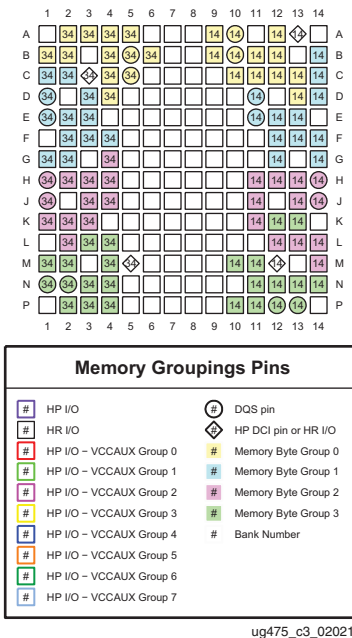 1 2 3 4 5 6 7 8 9 10 11 12 13 14
A 34 34 34 34 14 14 14 14 A
B 34 34 34 34 34 14 14 14 14 14 B
C 34 34 34 34 34 14 14 14 14 14 C
D 34 34 34 14 14 14 D
E 34 34 34 34 14 14 14 E
F 34 34 34 14 14 14 F
G 34 34 34 14 14 G
H 34 34 34 34 14 14 14 14 H
J 34 34 34 14 14 14 J
K 34 34 34 14 14 14 K
L 34 34 34 14 14 14 L
M 34 34 34 34 14 14 14 14 M
N 34 34 34 34 14 14 14 14 N
P 34 34 34 14 14 14 14 P
1 2 3 4 5 6 7 8 9 10 11 12 13 14
Memory Groupings Pins
# HP I/O
# HR I/O
# HP I/O – VCCAUX Group 0
# HP I/O – VCCAUX Group 1
# HP I/O – VCCAUX Group 2
# HP I/O – VCCAUX Group 3
# HP I/O – VCCAUX Group 4
# HP I/O – VCCAUX Group 5
# HP I/O – VCCAUX Group 6
# HP I/O – VCCAUX Group 7
# DQS pin
# HP DCI pin or HR I/O
# Memory Byte Group 0
# Memory Byte Group 1
# Memory Byte Group 2
# Memory Byte Group 3
# Bank Number